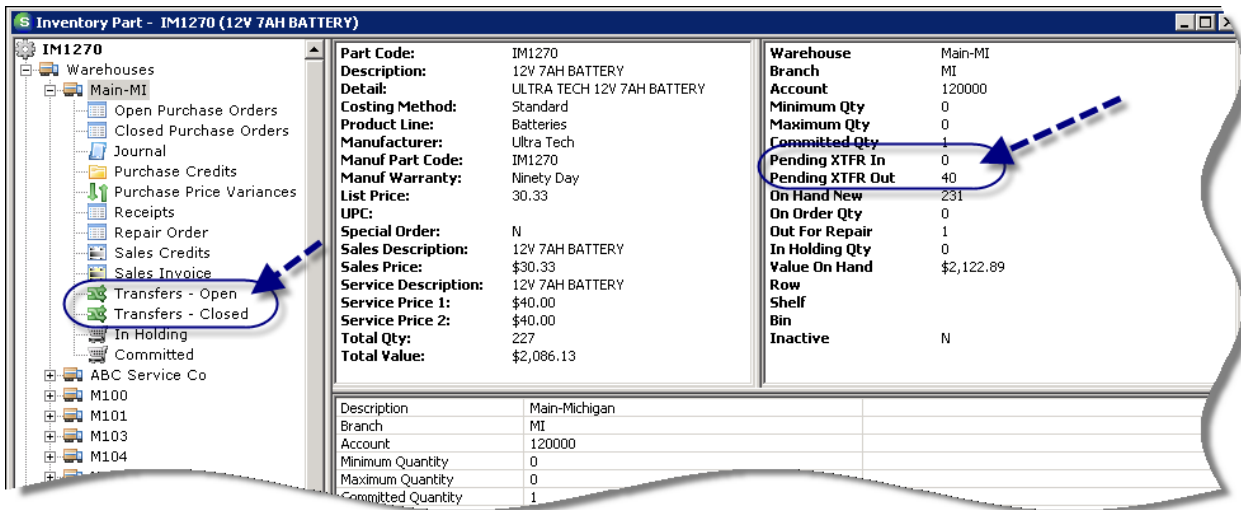 Inventory Part - IM1270 (12V 7AH BATTERY)
IM1270
Warehouses
Main-MI
Open Purchase Orders
Closed Purchase Orders
Journal
Purchase Credits
Purchase Price Variances
Receipts
Repair Order
Sales Credits
Sales Invoice
Transfers - Open
Transfers - Closed
In Holding
Committed
ABC Service Co
M100
M101
M103
M104
Part Code: IM1270
Description: 12V 7AH BATTERY
Detail: ULTRA TECH 12V 7AH BATTERY
Costing Method: Standard
Product Line: Batteries
Manufacturer: Ultra Tech
Manuf Part Code: IM1270
Manuf Warranty: Ninety Day
List Price: 30.33
UPC:
Special Order: N
Sales Description: 12V 7AH BATTERY
Sales Price: $30.33
Service Description: 12V 7AH BATTERY
Service Price 1: $40.00
Service Price 2: $40.00
Total Qty: 227
Total Value: $2,086.13
Warehouse Main-MI
Branch MI
Account 120000
Minimum Qty 0
Maximum Qty 0
Committed Qty 1
Pending XTFR In 0
Pending XTFR Out 40
On Hand New 231
On Order Qty 0
Out For Repair 1
In Holding Qty 0
Value On Hand $2,122.89
Row
Shelf
Bin
Inactive N
Description Main-Michigan
Branch MI
Account 120000
Minimum Quantity 0
Maximum Quantity 0
Committed Quantity 1